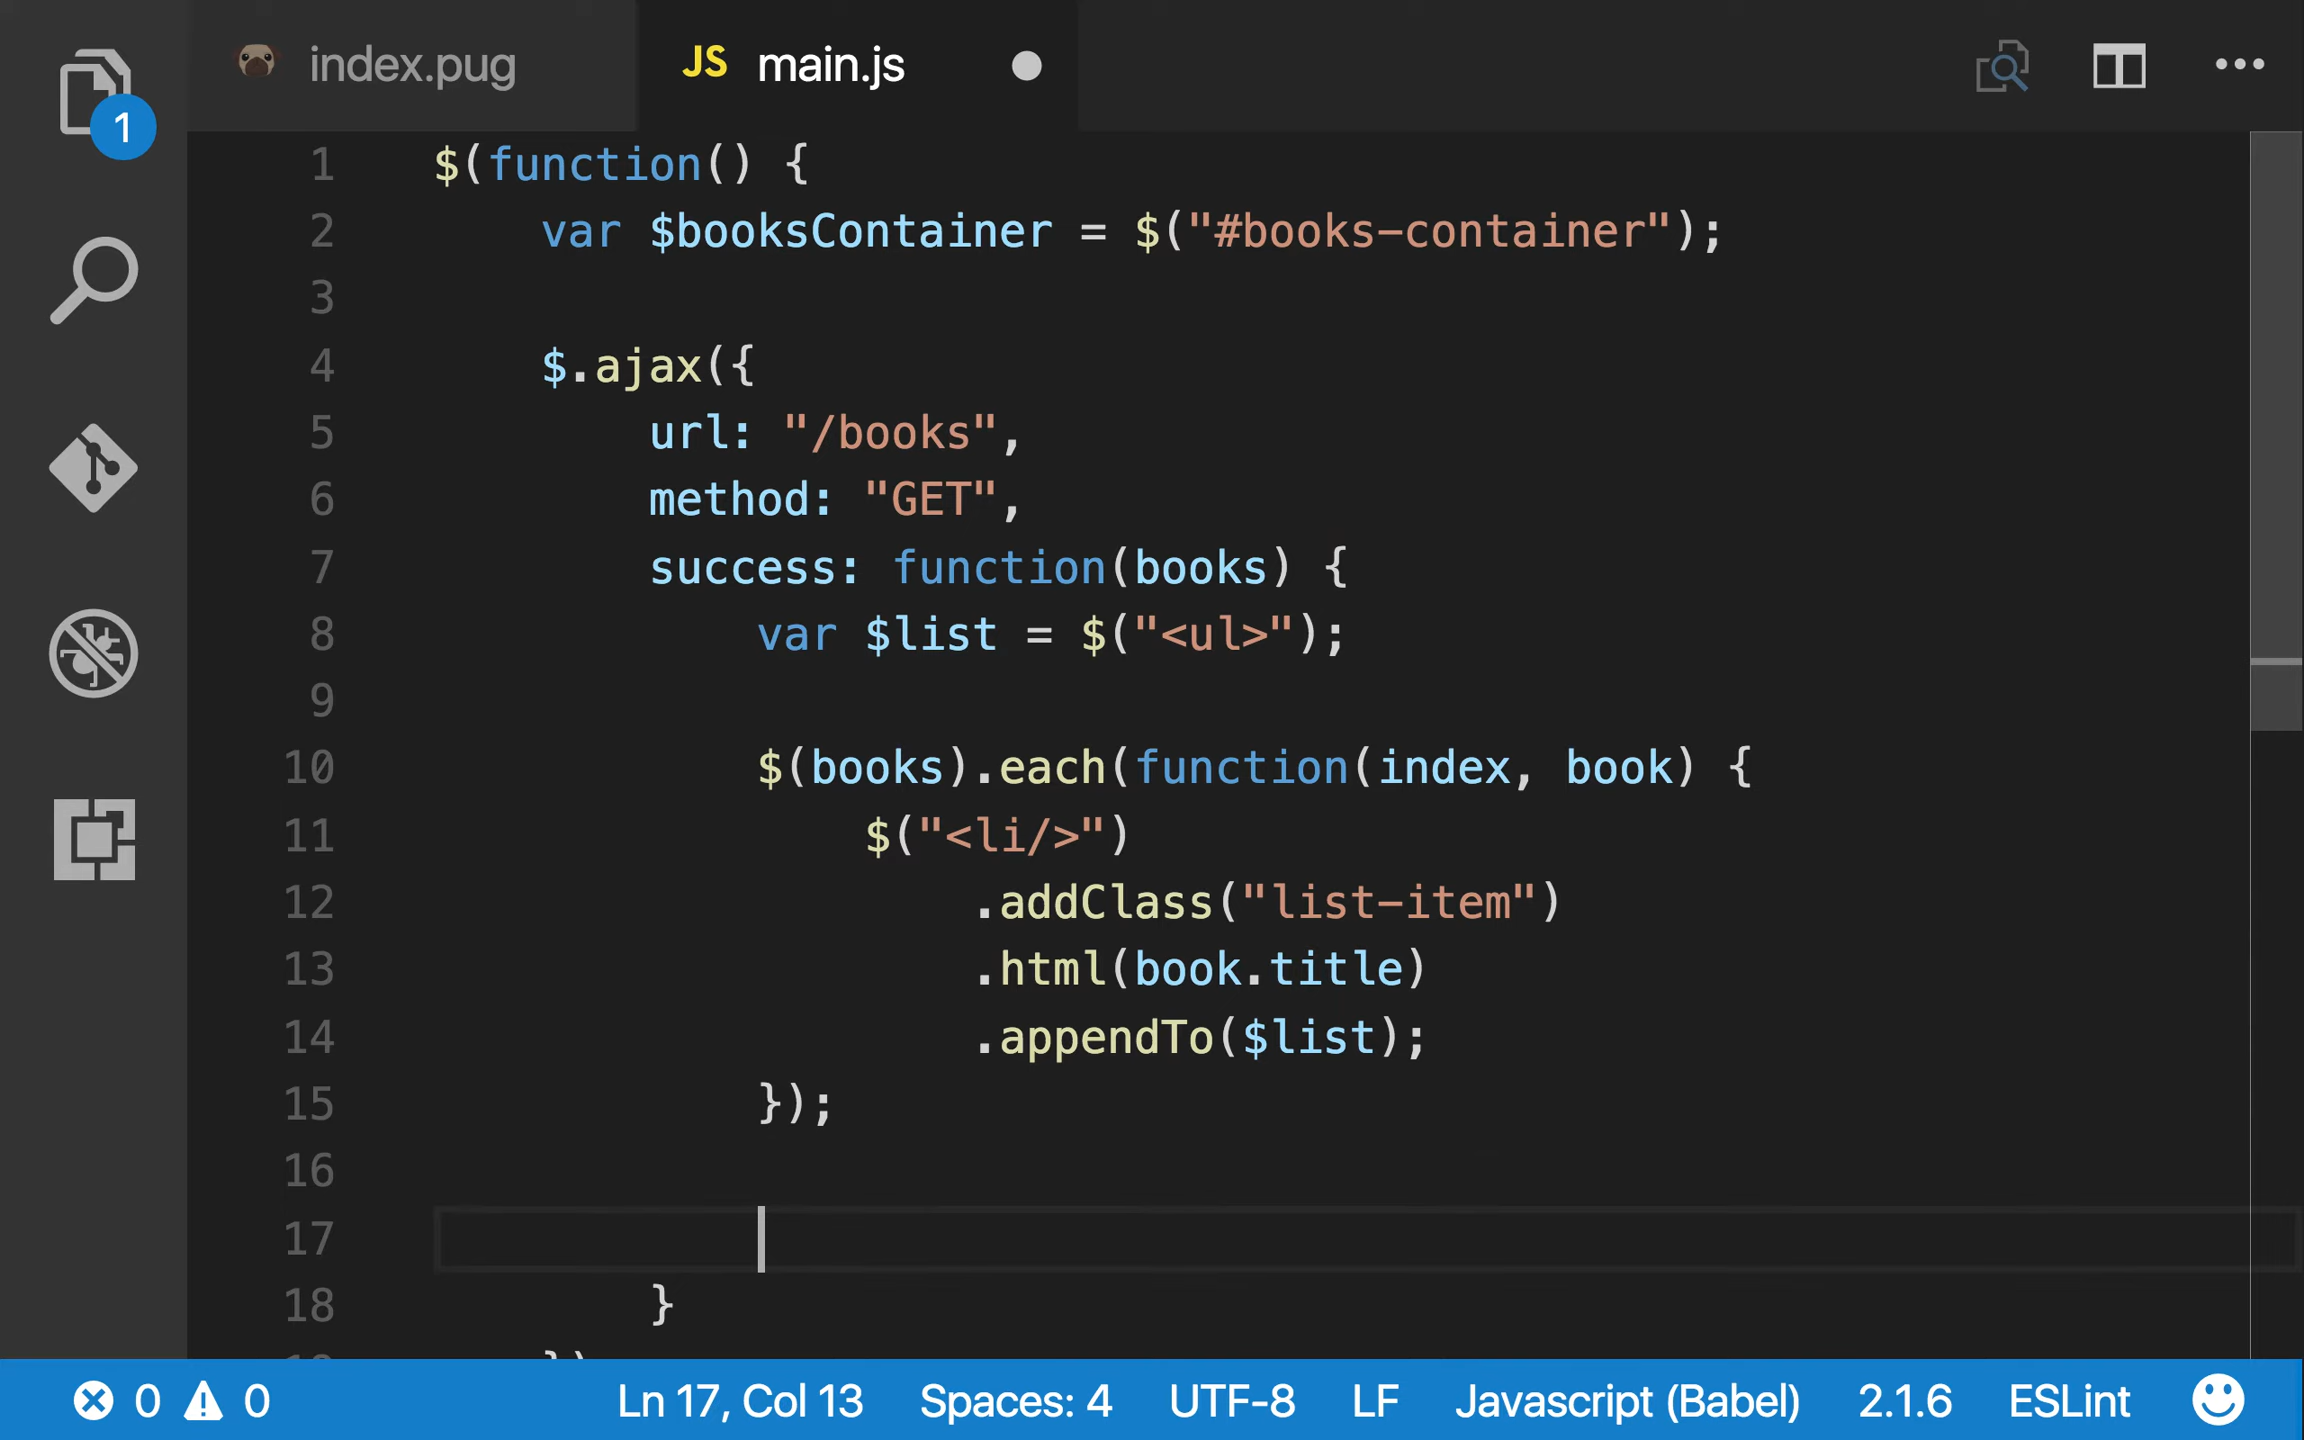 index.pug JS main.js
1
1 $(function() {
2 var $booksContainer = $("#books-container");
3
4 $.ajax({
5 url: "/books",
6 method: "GET",
7 success: function(books) {
8 var $list = $("<ul>");
9
10 $(books).each(function(index, book) {
11 $("<li/>")
12 .addClass("list-item")
13 .html(book.title)
14 .appendTo($list);
15 });
16
17
18 }
})
0 0 Ln 17, Col 13 Spaces: 4 UTF-8 LF Javascript (Babel) 2.1.6 ESLint